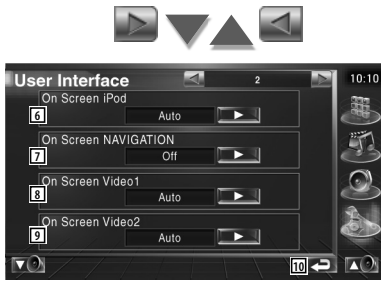 User Interface 2 10:10
On Screen iPod
6 Auto
On Screen NAVIGATION
7 Off
On Screen Video1
8 Auto
On Screen Video2
9 Auto
10